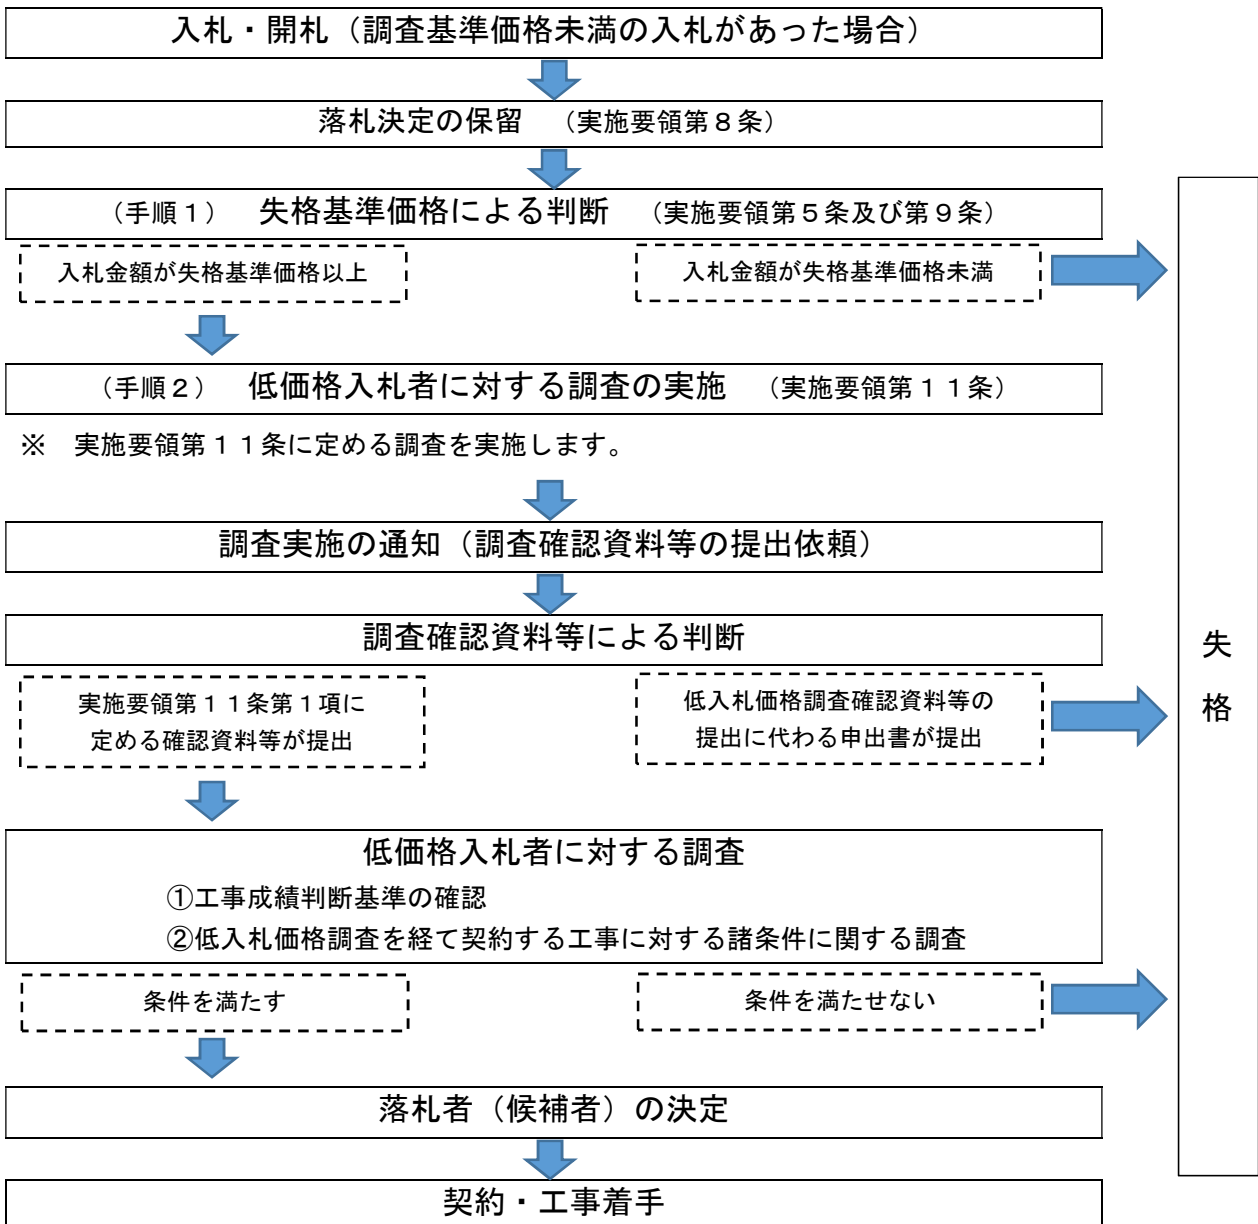 入札・開札（調査基準価格未満の入札があった場合）
落札決定の保留　（実施要領第８条）
（手順１）　失格基準価格による判断　（実施要領第５条及び第９条）
入札金額が失格基準価格以上
入札金額が失格基準価格未満
（手順２）　低価格入札者に対する調査の実施　（実施要領第１１条）
※　実施要領第１１条に定める調査を実施します。
調査実施の通知（調査確認資料等の提出依頼）
調査確認資料等による判断
実施要領第１１条第１項に
定める確認資料等が提出
低入札価格調査確認資料等の
提出に代わる申出書が提出
低価格入札者に対する調査
①工事成績判断基準の確認
②低入札価格調査を経て契約する工事に対する諸条件に関する調査
条件を満たす
条件を満たせない
落札者（候補者）の決定
契約・工事着手
失
格